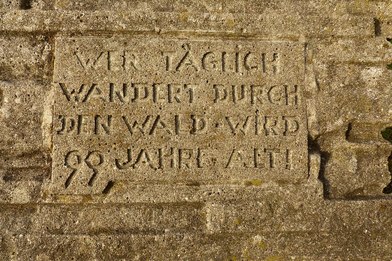 WER TÄGLICH
WANDERT DURCH
DEN WALD·WIRD
99 JAHRE ALT!